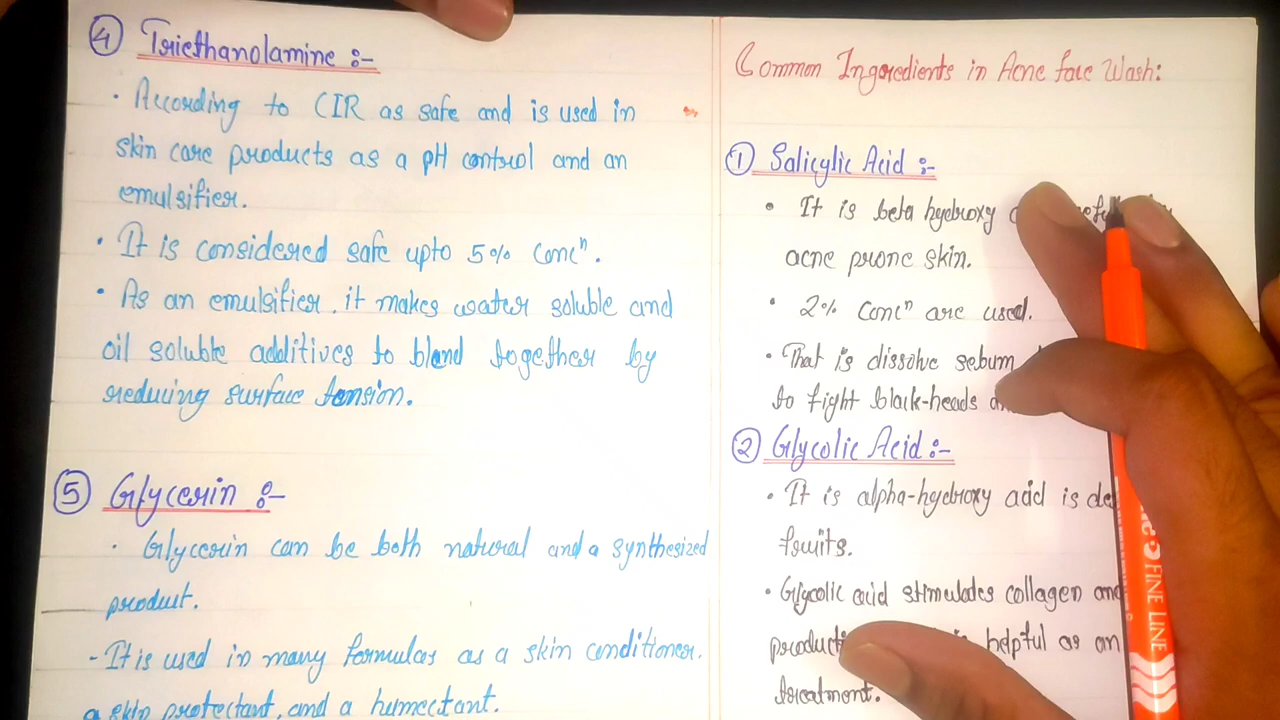 ④ Triethanolamine :-
· According to CIR as safe and is used in
skin care products as a pH control and an
emulsifier.
· It is considered safe upto 5% Concⁿ.
· As an emulsifier, it makes water soluble and
oil soluble additives to blend together by
reducing surface tension.
⑤ Glycerin :-
· Glycerin can be both natural and a synthesized
product.
- It is used in many formulas as a skin conditioner.
a skin protectant, and a humectant.
Common Ingredients in Acne face Wash:
① Salicylic Acid :-
• It is beta hydroxy
acne prone skin.
• 2% Concⁿ are used.
• That is dissolve sebum
to fight black-heads
② Glycolic Acid :-
• It is alpha-hydroxy acid is
fruits.
• Glycolic acid stimulates collagen and
helpful as an
treatment.
FINE LINE